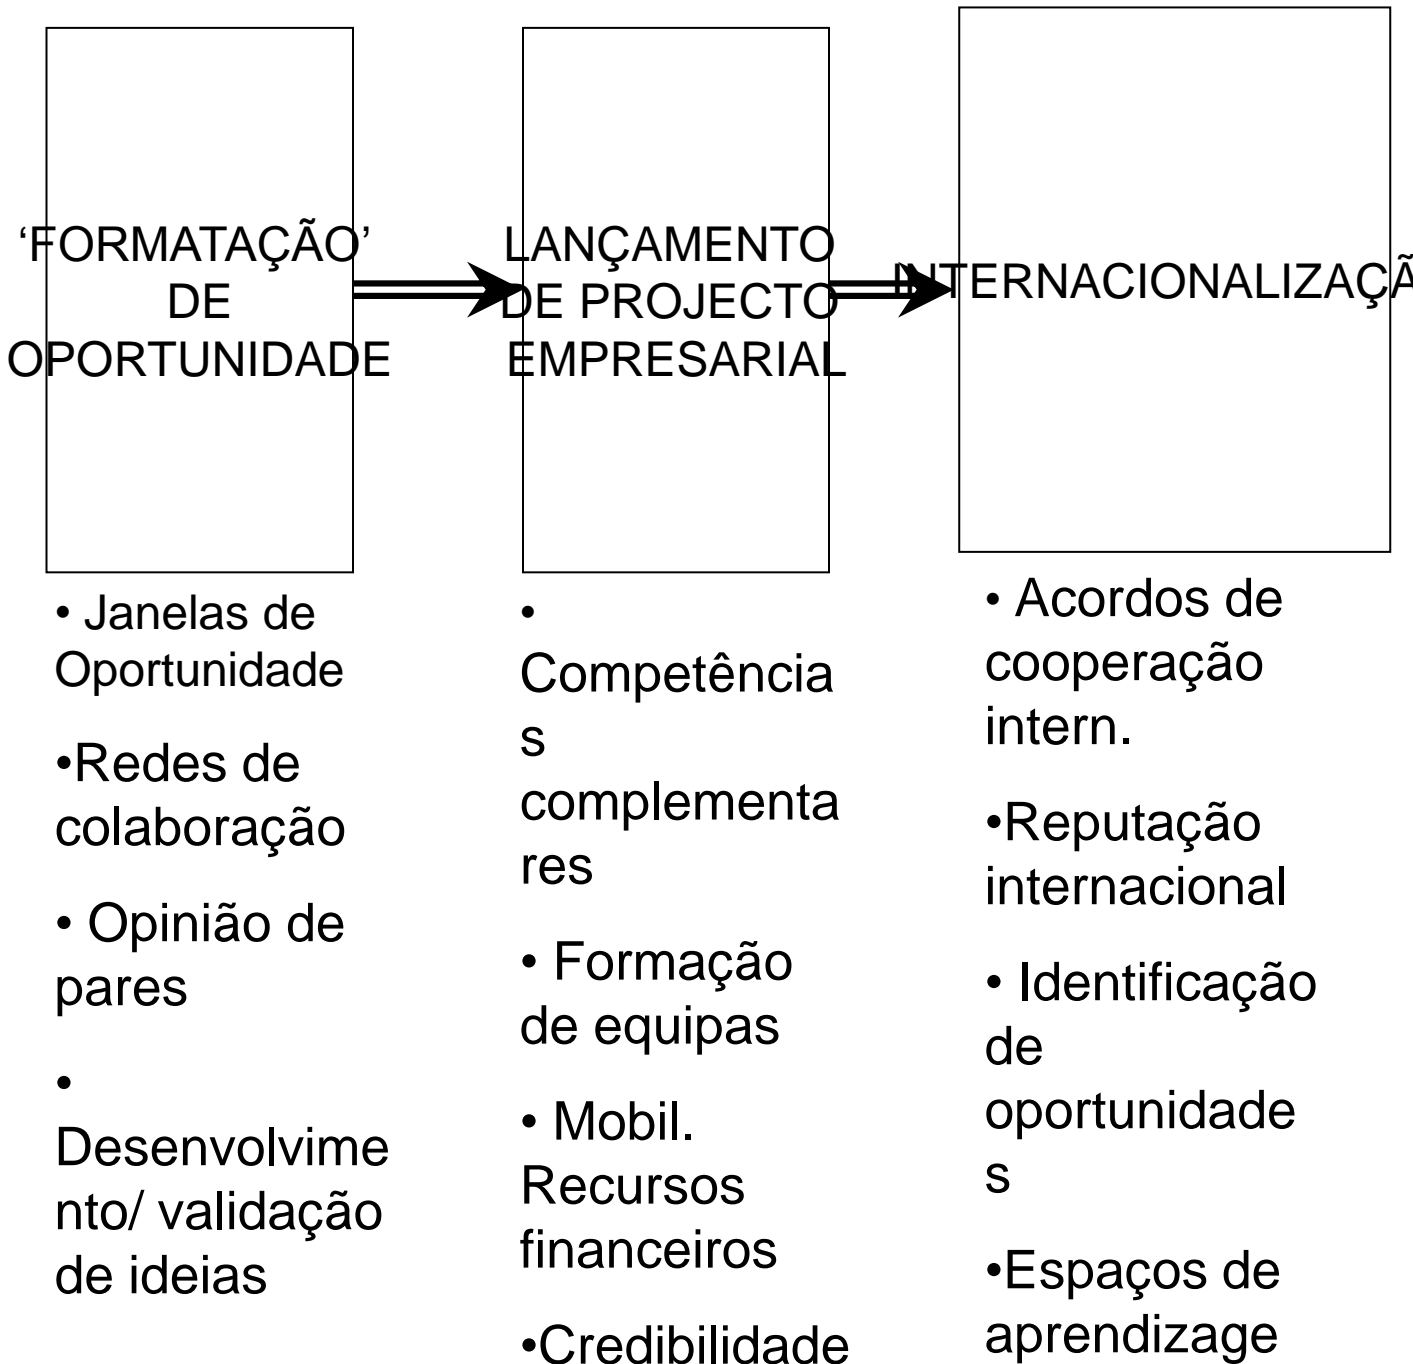 ‘FORMATAÇÃO’
DE
OPORTUNIDADE
LANÇAMENTO
DE PROJECTO
EMPRESARIAL
INTERNACIONALIZAÇÃ
• Janelas de
Oportunidade
•Redes de
colaboração
• Opinião de
pares
•
Desenvolvime
nto/ validação
de ideias
•
Competência
s
complementa
res
• Formação
de equipas
• Mobil.
Recursos
financeiros
•Credibilidade
• Acordos de
cooperação
intern.
•Reputação
internacional
• Identificação
de
oportunidade
s
•Espaços de
aprendizage